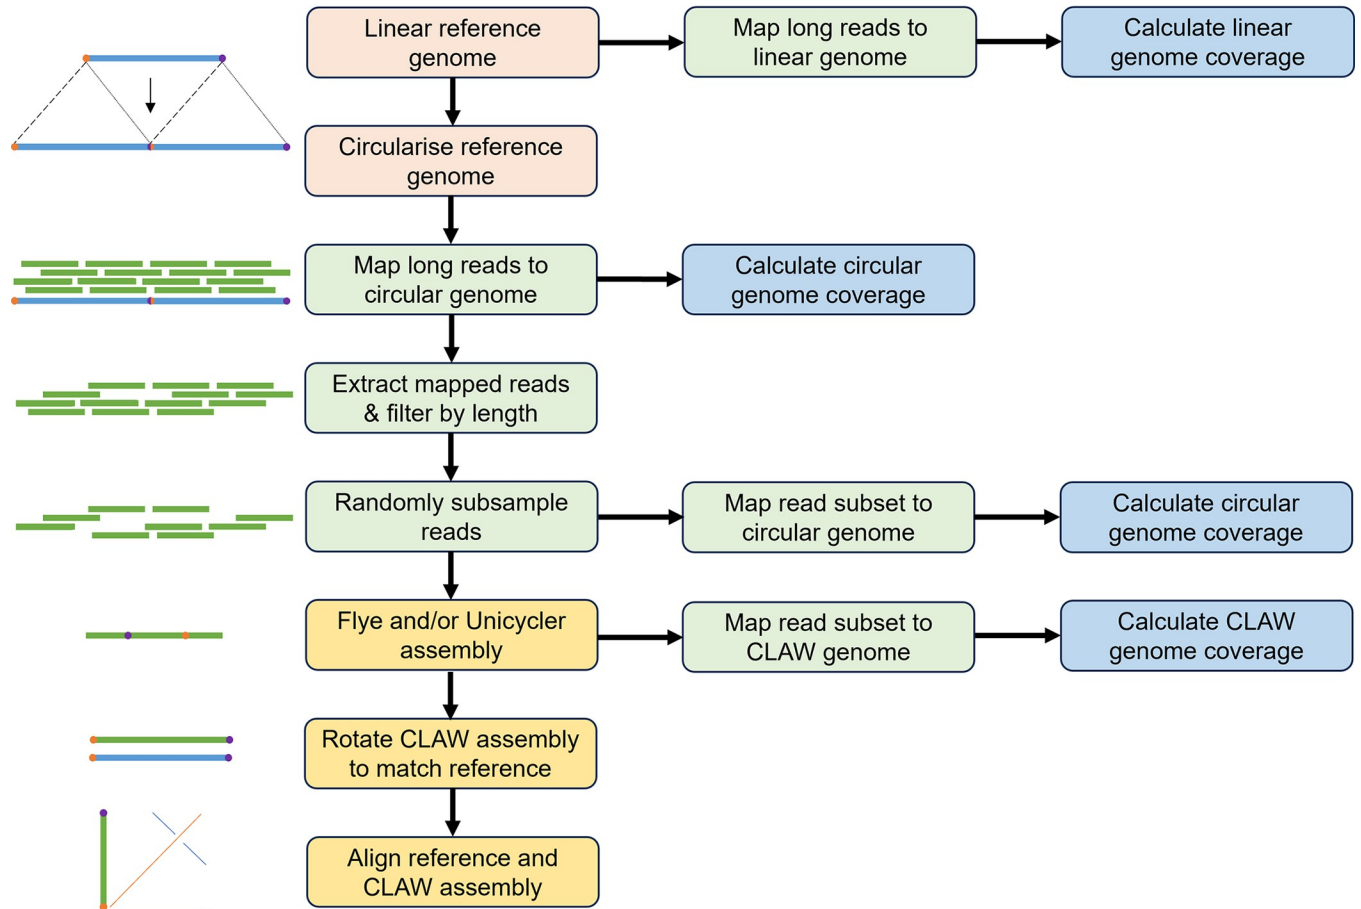 Linear reference
genome
Map long reads to
linear genome
Calculate linear
genome coverage
Circularise reference
genome
Map long reads to
circular genome
Calculate circular
genome coverage
Extract mapped reads
& filter by length
Randomly subsample
reads
Map read subset to
circular genome
Calculate circular
genome coverage
Flye and/or Unicycler
assembly
Map read subset to
CLAW genome
Calculate CLAW
genome coverage
Rotate CLAW assembly
to match reference
Align reference and
CLAW assembly